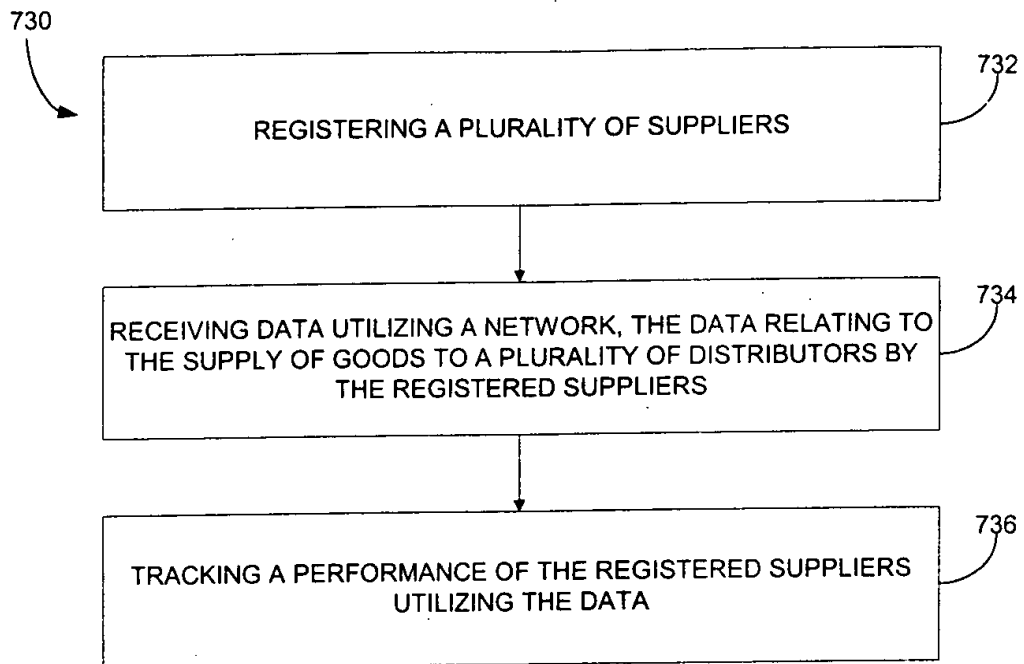 730
732
REGISTERING A PLURALITY OF SUPPLIERS
734
RECEIVING DATA UTILIZING A NETWORK, THE DATA RELATING TO
THE SUPPLY OF GOODS TO A PLURALITY OF DISTRIBUTORS BY
THE REGISTERED SUPPLIERS
736
TRACKING A PERFORMANCE OF THE REGISTERED SUPPLIERS
UTILIZING THE DATA